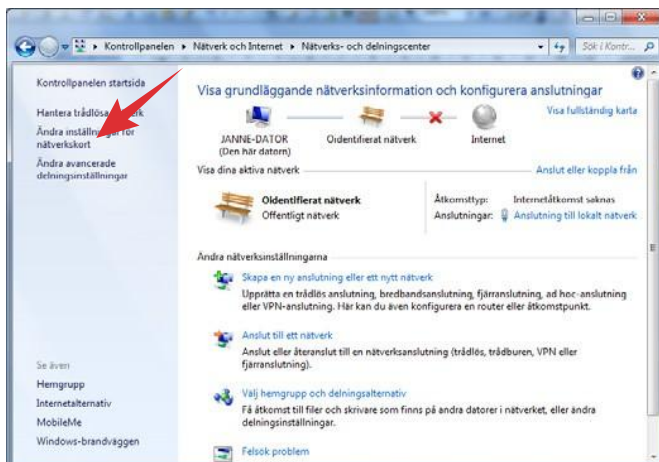 Kontrollpanelen ▸ Nätverk och Internet ▸ Nätverks- och delningscenter
Sök i Kontr...
Kontrollpanelen startsida
Hantera trådlösa
Ändra inställningar för
nätverkskort
Ändra avancerade
delningsinställningar
Se även
Hemgrupp
Internetalternativ
MobileMe
Windows-brandväggen
Visa grundläggande nätverksinformation och konfigurera anslutningar
Visa fullständig karta
JANNE-DATOR
(Den här datorn)
Oidentifierat nätverk
Internet
Visa dina aktiva nätverk
Anslut eller koppla från
Oidentifierat nätverk
Offentligt nätverk
Åtkomsttyp: Internetåtkomst saknas
Anslutningar: Anslutning till lokalt nätverk
Ändra nätverksinställningarna
Skapa en ny anslutning eller ett nytt nätverk
Upprätta en trådlös anslutning, bredbandsanslutning, fjärranslutning, ad hoc-anslutning
eller VPN-anslutning. Här kan du även konfigurera en router eller åtkomstpunkt.
Anslut till ett nätverk
Anslut eller återanslut till en nätverksanslutning (trådlös, trådburen, VPN eller
fjärranslutning).
Välj hemgrupp och delningsalternativ
Få åtkomst till filer och skrivare som finns på andra datorer i nätverket, eller ändra
delningsinställningar.
Felsök problem